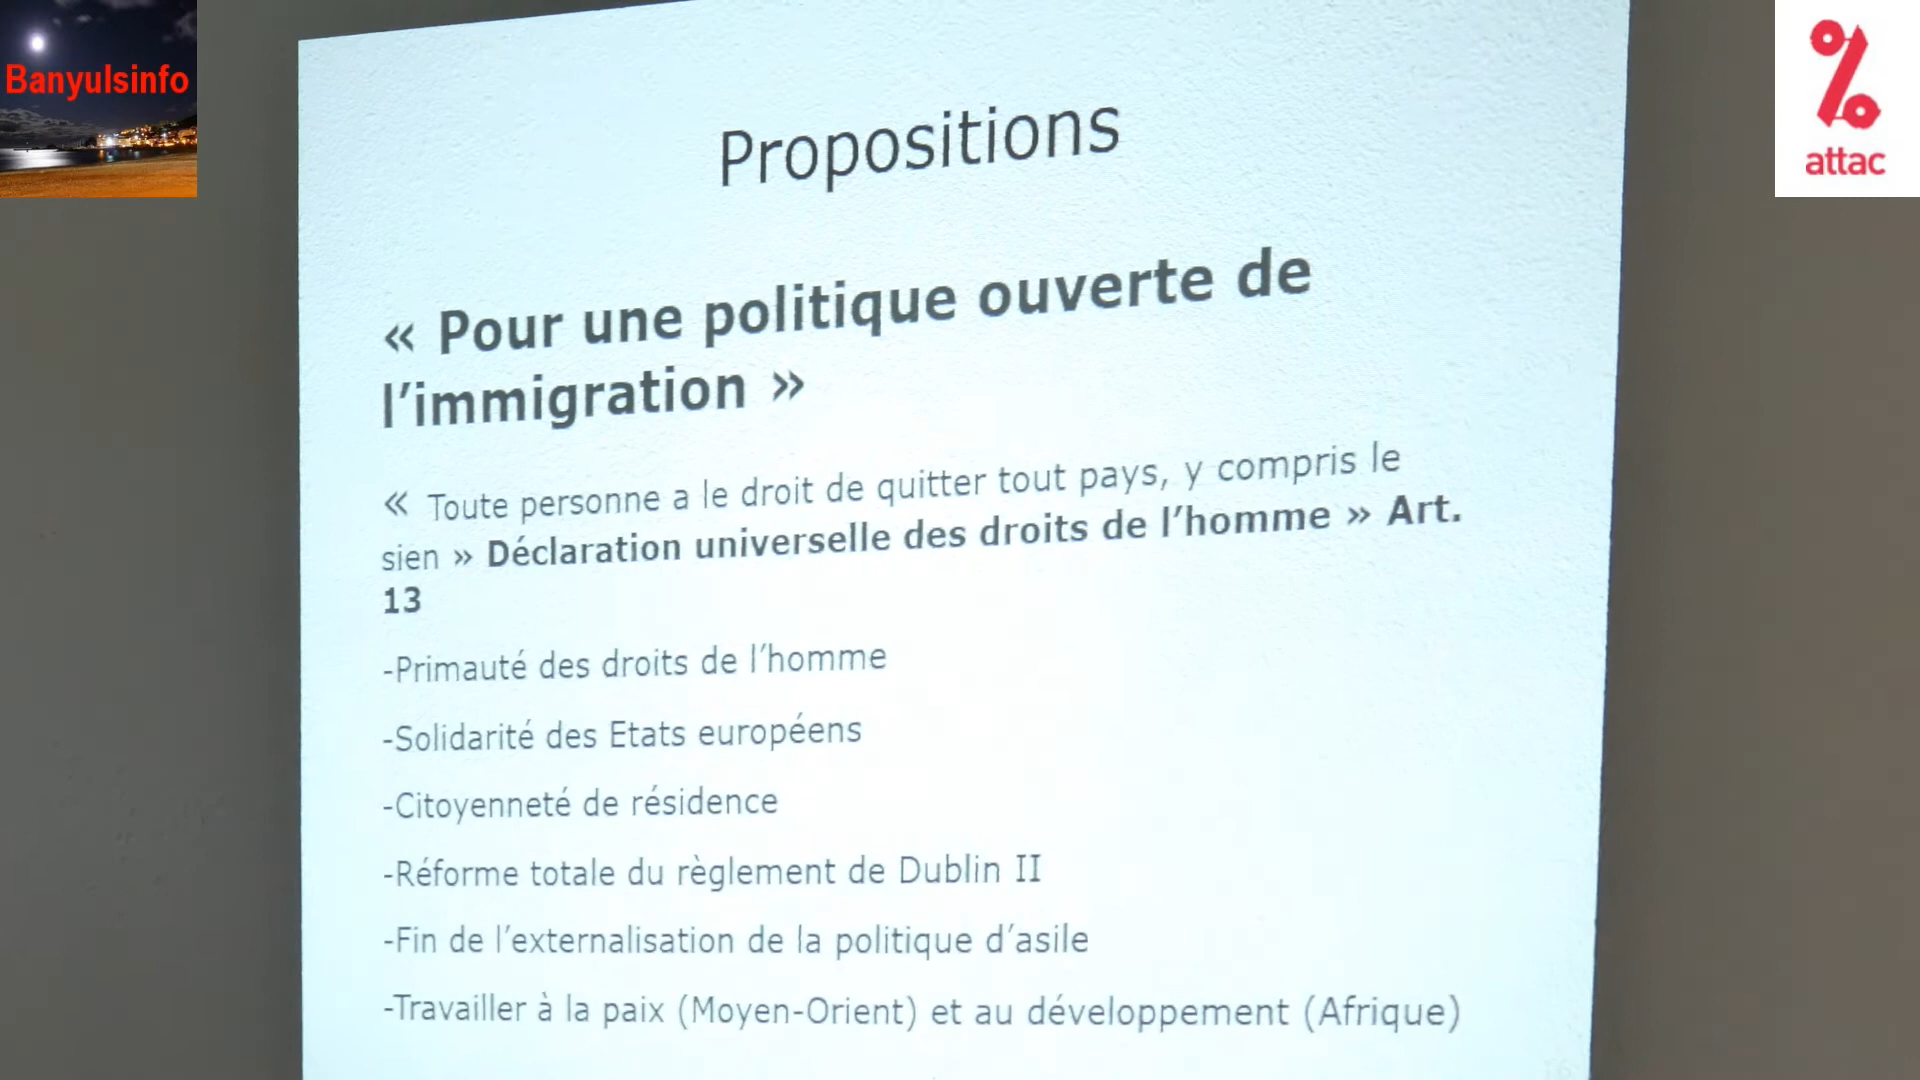 Banyulsinfo
attac
Propositions
« Pour une politique ouverte de
l’immigration »
« Toute personne a le droit de quitter tout pays, y compris le
sien » Déclaration universelle des droits de l’homme » Art.
13
-Primauté des droits de l’homme
-Solidarité des Etats européens
-Citoyenneté de résidence
-Réforme totale du règlement de Dublin II
-Fin de l’externalisation de la politique d’asile
-Travailler à la paix (Moyen-Orient) et au développement (Afrique)